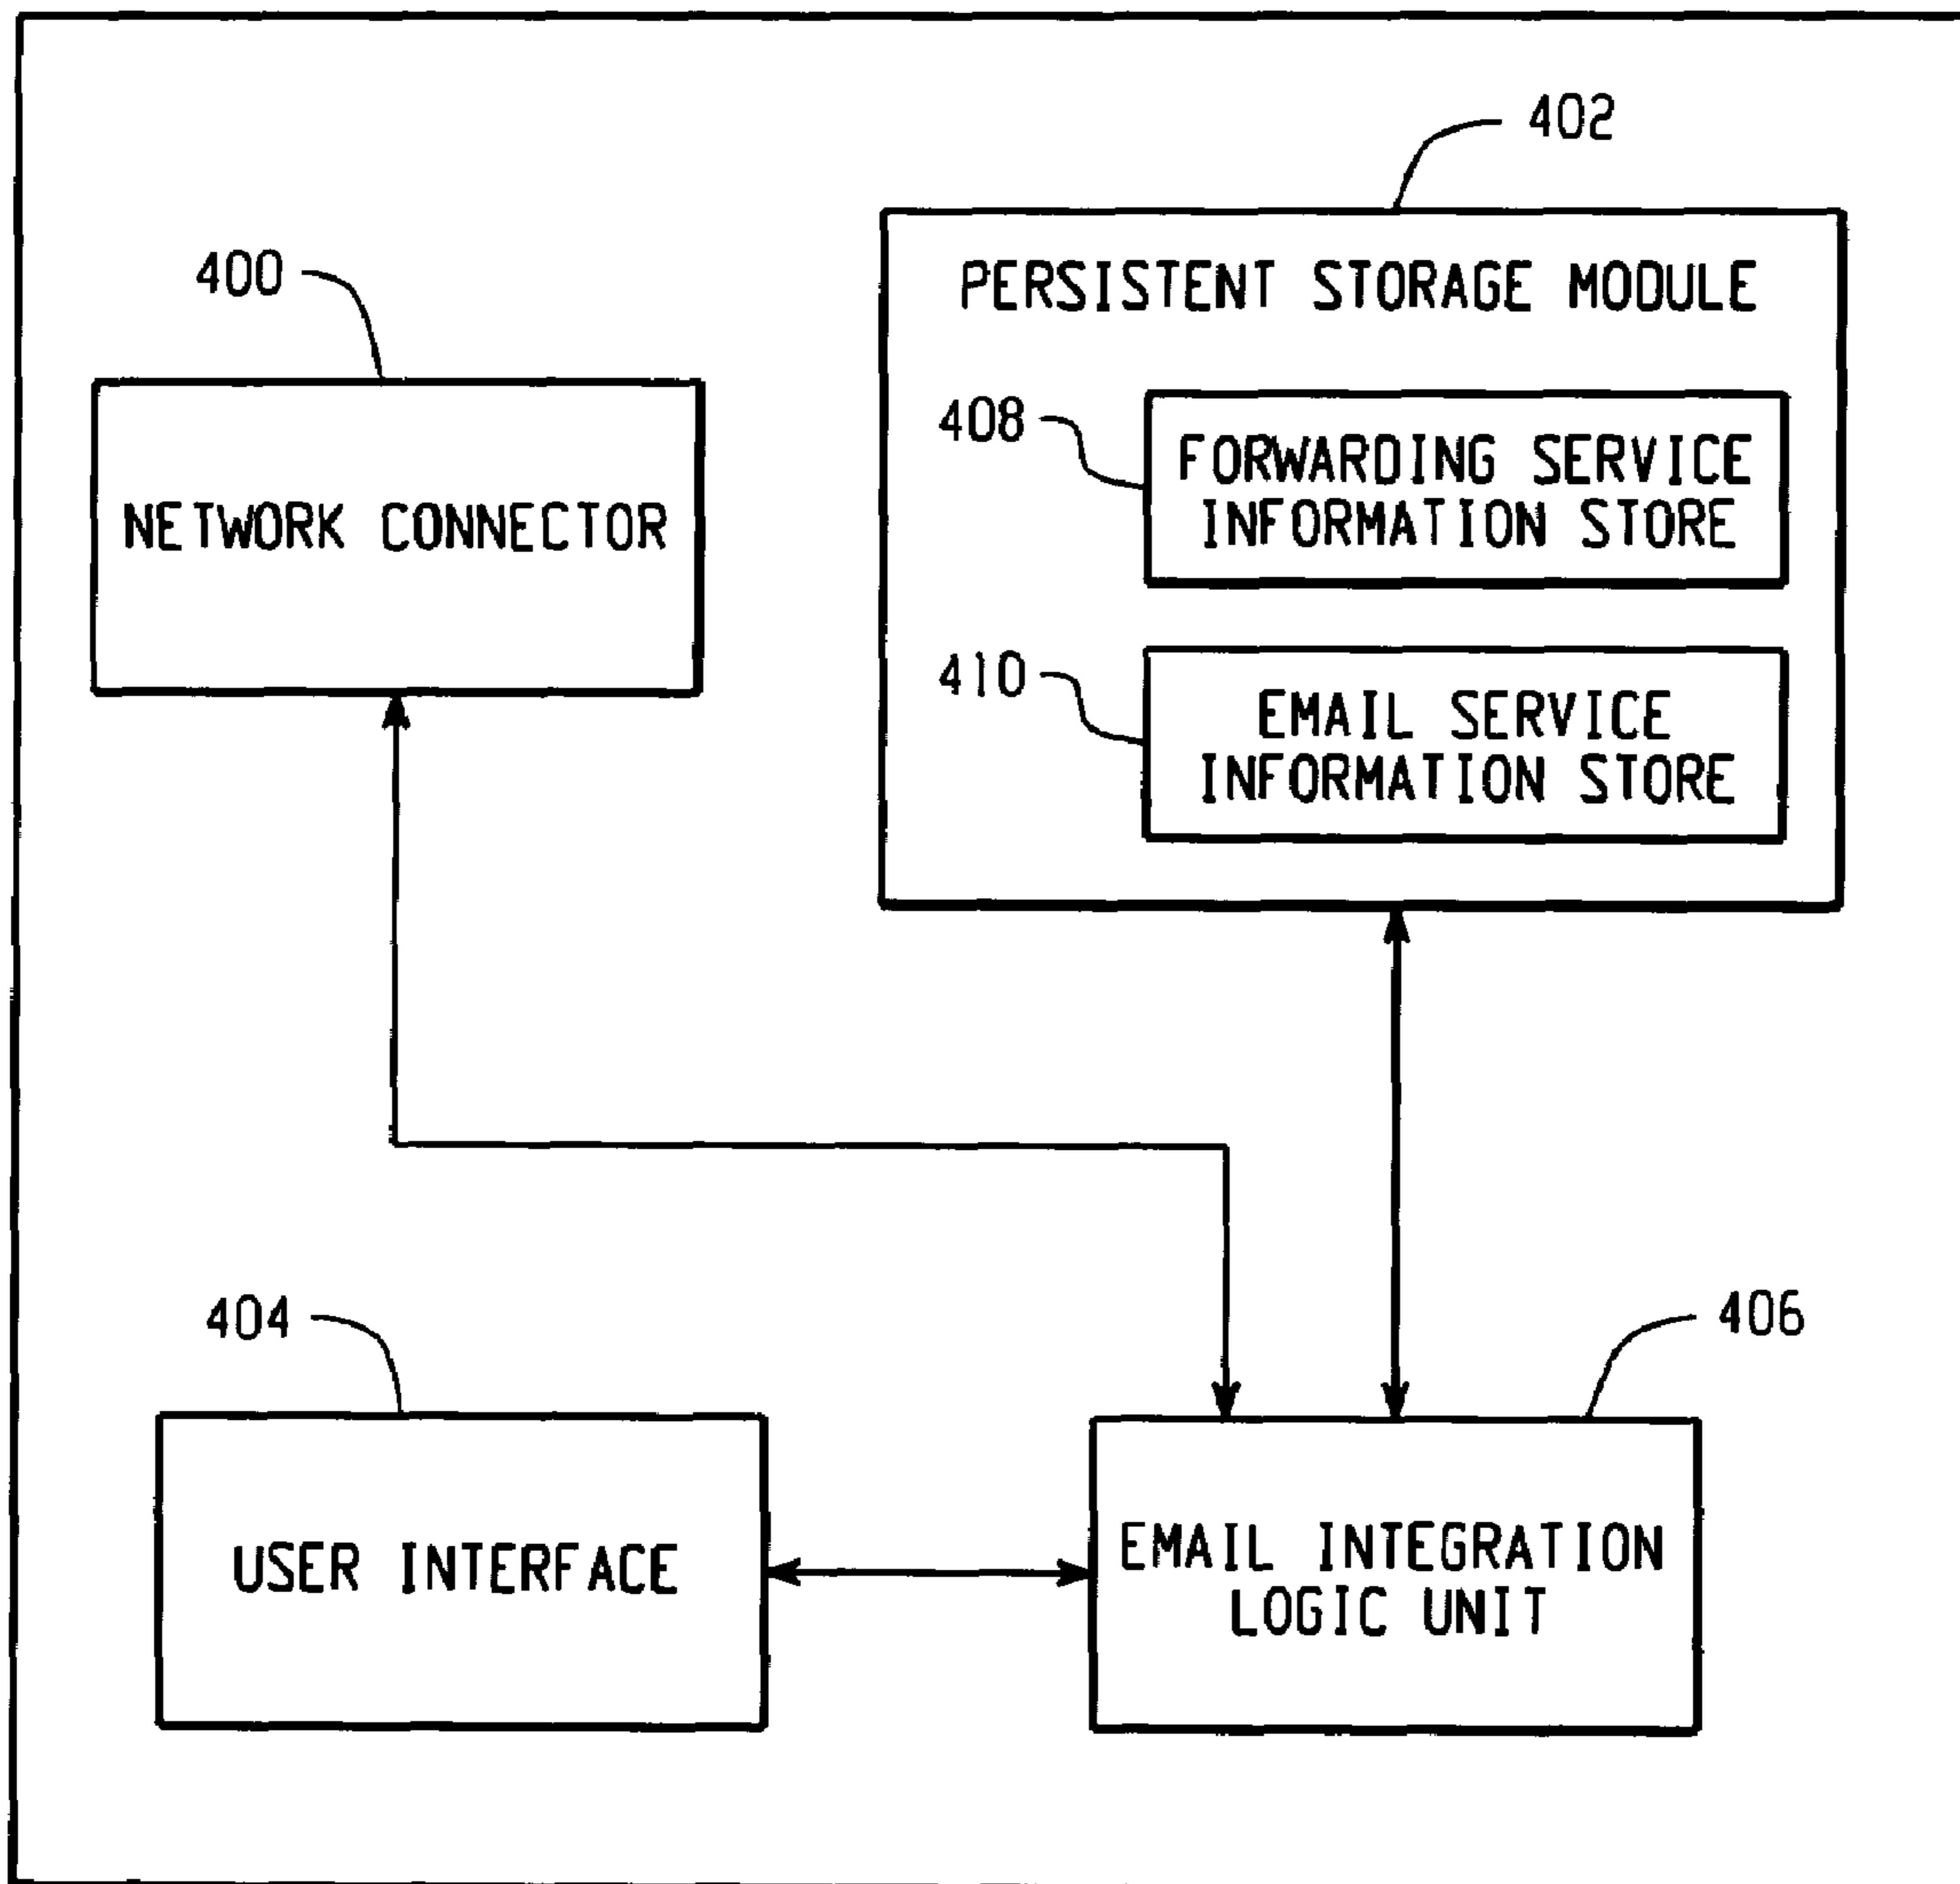 402
400
PERSISTENT STORAGE MODULE
408
FORWARDING SERVICE
INFORMATION STORE
NETWORK CONNECTOR
410
EMAIL SERVICE
INFORMATION STORE
404
406
USER INTERFACE
EMAIL INTEGRATION
LOGIC UNIT